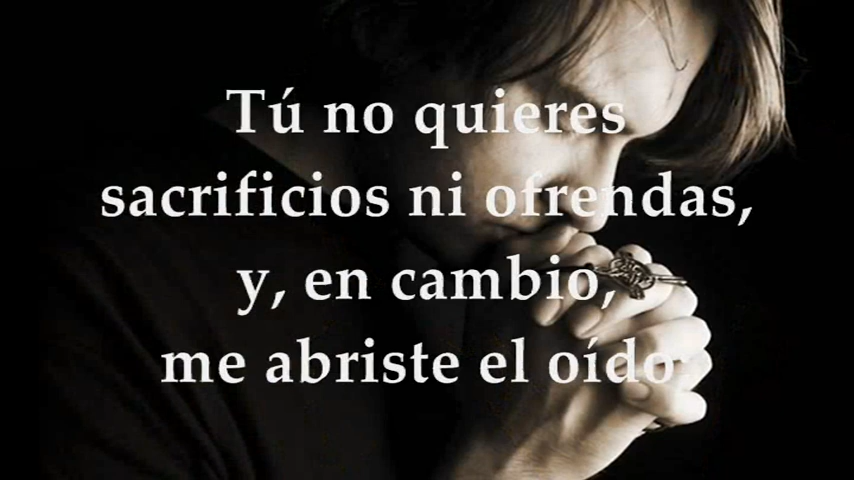 Tú no quieres
sacrificios ni ofrendas,
y, en cambio,
me abriste el oído